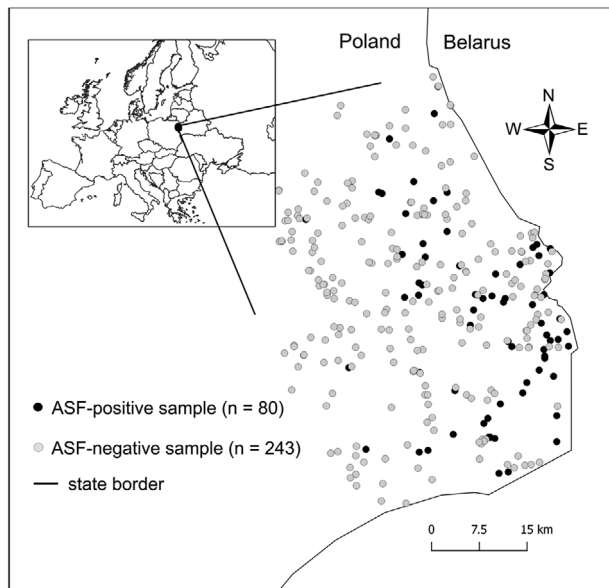 Poland Belarus
N
W E
S
ASF-positive sample (n = 80)
ASF-negative sample (n = 243)
state border
0 7.5 15 km